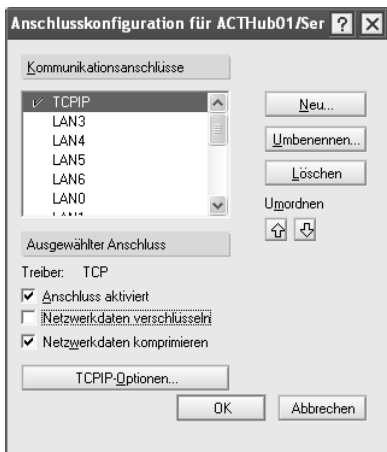 Anschlusskonfiguration für ACTHub01/Ser
Kommunikationsanschlüsse
TCPIP
LAN3
LAN4
LAN5
LAN6
LAN0
Neu...
Umbenennen...
Löschen
Umordnen
Ausgewählter Anschluss
Treiber: TCP
Anschluss aktiviert
Netzwerkdaten verschlüsseln
Netzwerkdaten komprimieren
TCPIP-Optionen...
OK Abbrechen